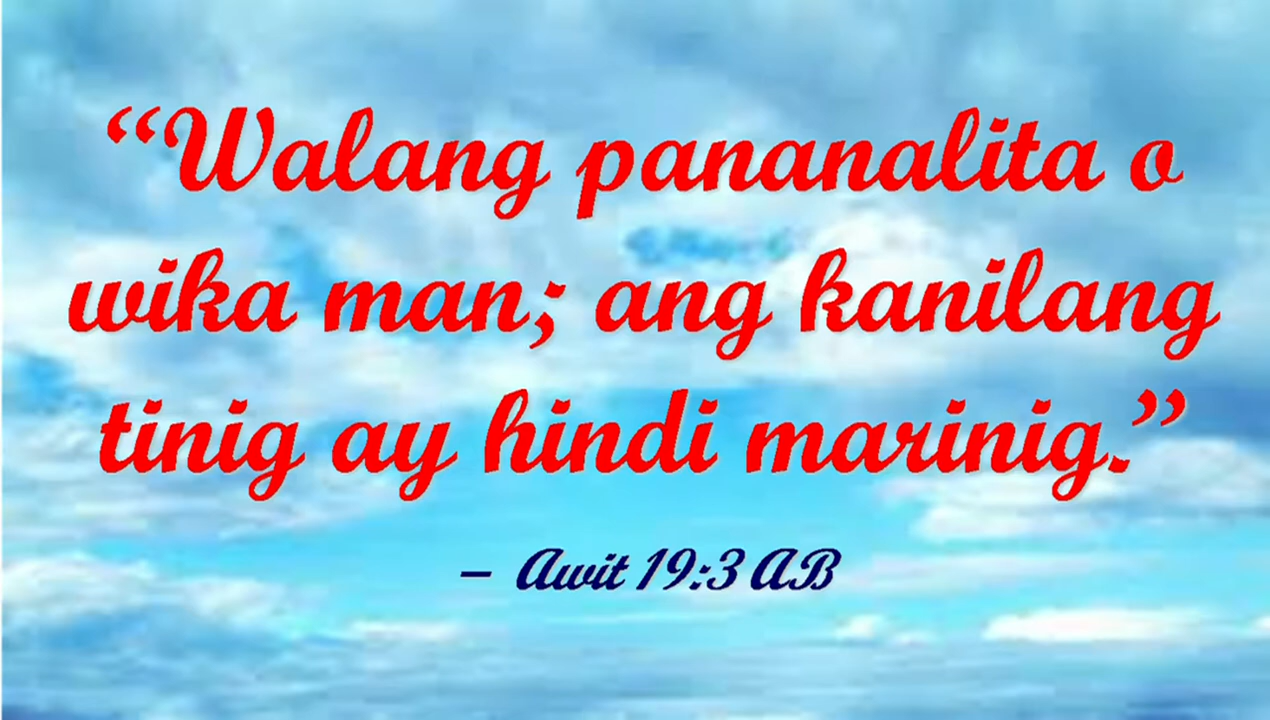 “Walang pananalita o
wika man; ang kanilang
tinig ay hindi marinig.”
– Awit 19:3 AB